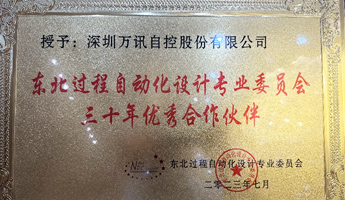 授予：深圳万讯自控股份有限公司
东北过程自动化设计专业委员会
三十年优秀合作伙伴
东北过程自动化设计专业委员会
二〇二三年七月